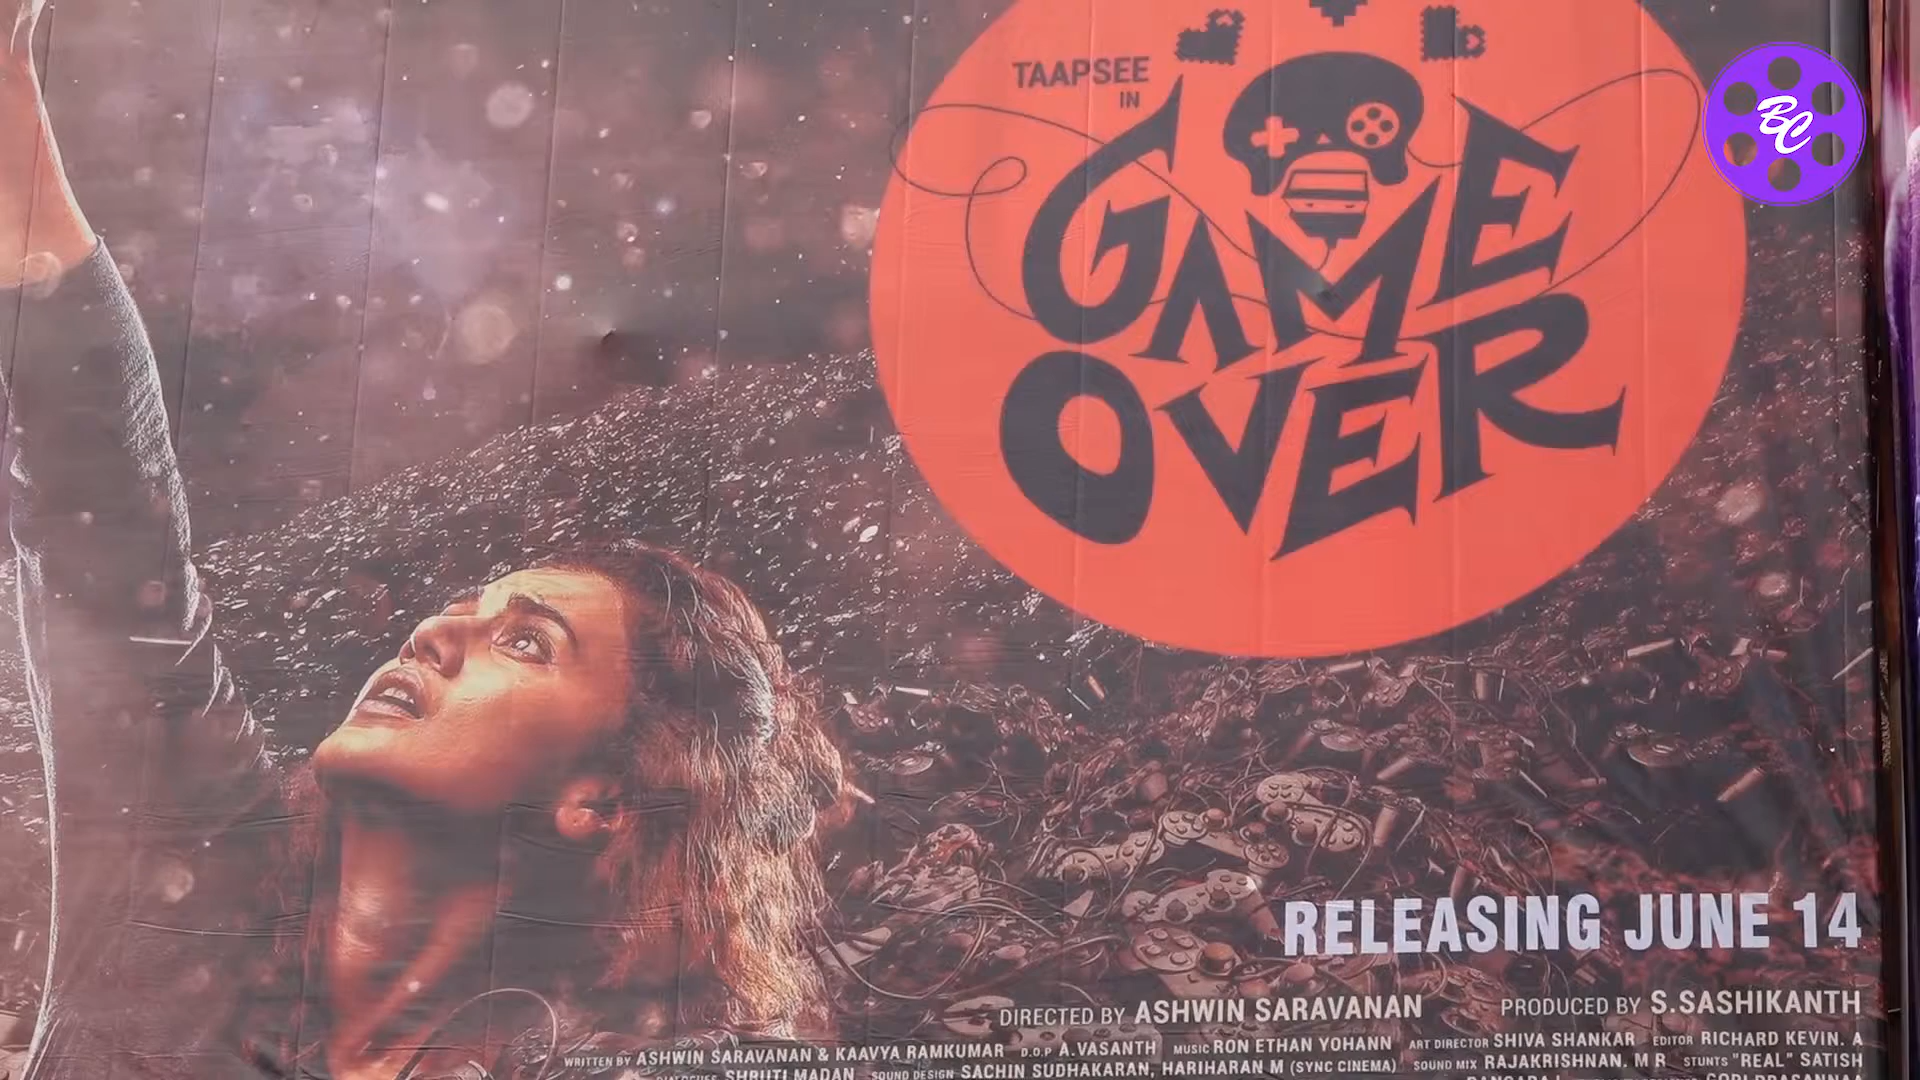 TAAPSEE
IN
GAME
OVER
BC
RELEASING JUNE 14
DIRECTED BY ASHWIN SARAVANAN PRODUCED BY S.SASHIKANTH
WRITTEN BY ASHWIN SARAVANAN & KAAVYA RAMKUMAR D.O.P A.VASANTH MUSIC RON ETHAN YOHANN ART DIRECTOR SHIVA SHANKAR EDITOR RICHARD KEVIN. A
SHRUTI MADAN SOUND DESIGN SACHIN SUDHAKARAN, HARIHARAN M (SYNC CINEMA) SOUND MIX RAJAKRISHNAN. M R STUNTS "REAL" SATISH